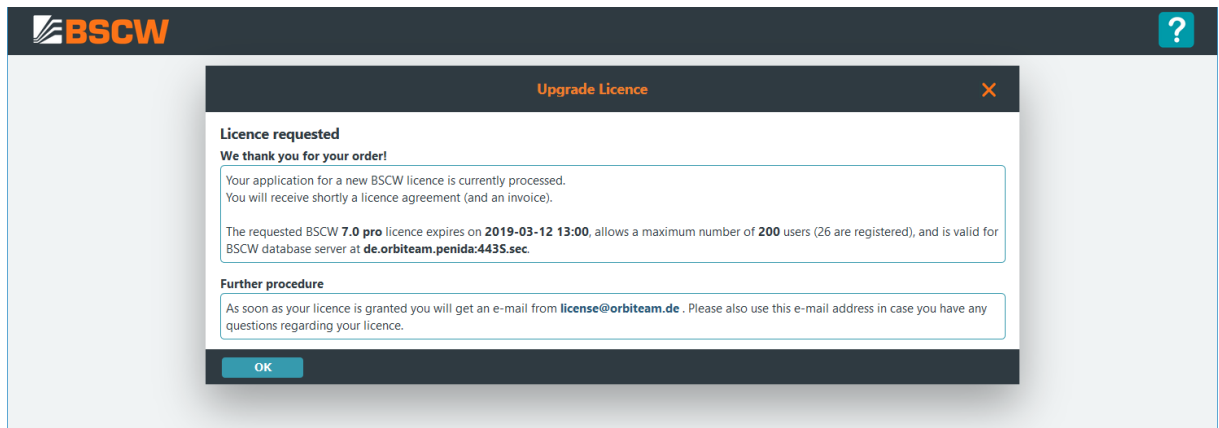 BSCW
?
Upgrade Licence
Licence requested
We thank you for your order!
Your application for a new BSCW licence is currently processed.
You will receive shortly a licence agreement (and an invoice).
The requested BSCW 7.0 pro licence expires on 2019-03-12 13:00, allows a maximum number of 200 users (26 are registered), and is valid for
BSCW database server at de.orbiteam.penida:443S.sec.
Further procedure
As soon as your licence is granted you will get an e-mail from license@orbiteam.de . Please also use this e-mail address in case you have any
questions regarding your licence.
OK